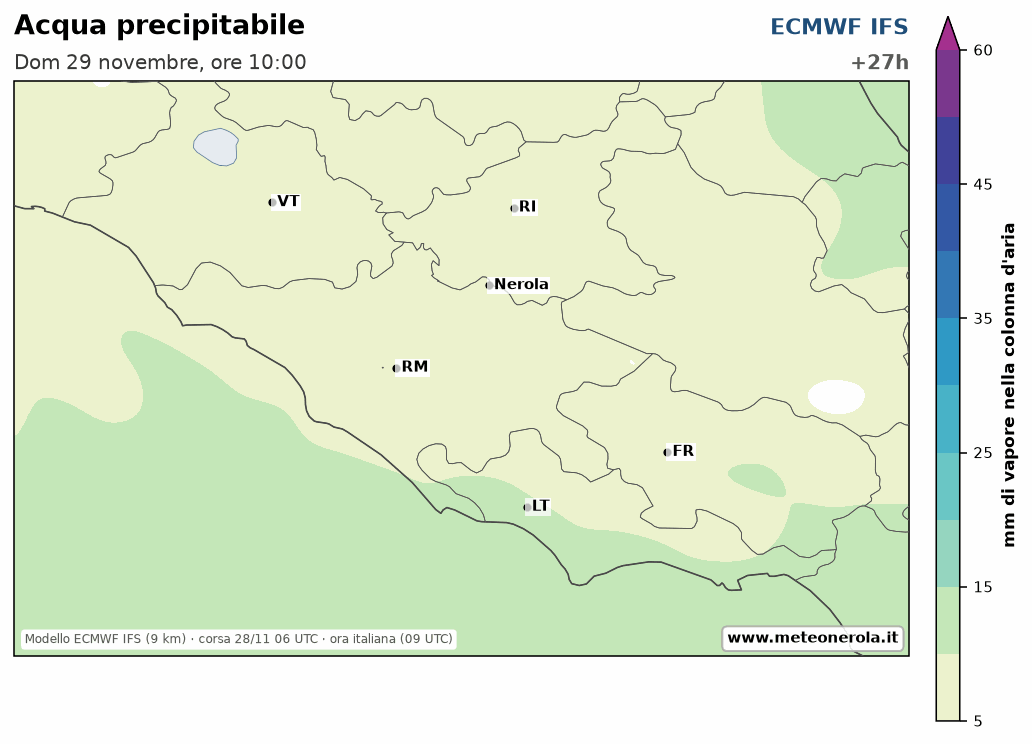 Acqua precipitabile
ECMWF IFS
Dom 29 novembre, ore 10:00
+27h
VT
RI
Nerola
RM
FR
LT
60
45
35
25
15
5
mm di vapore nella colonna d'aria
Modello ECMWF IFS (9 km) · corsa 28/11 06 UTC · ora italiana (09 UTC)
www.meteonerola.it